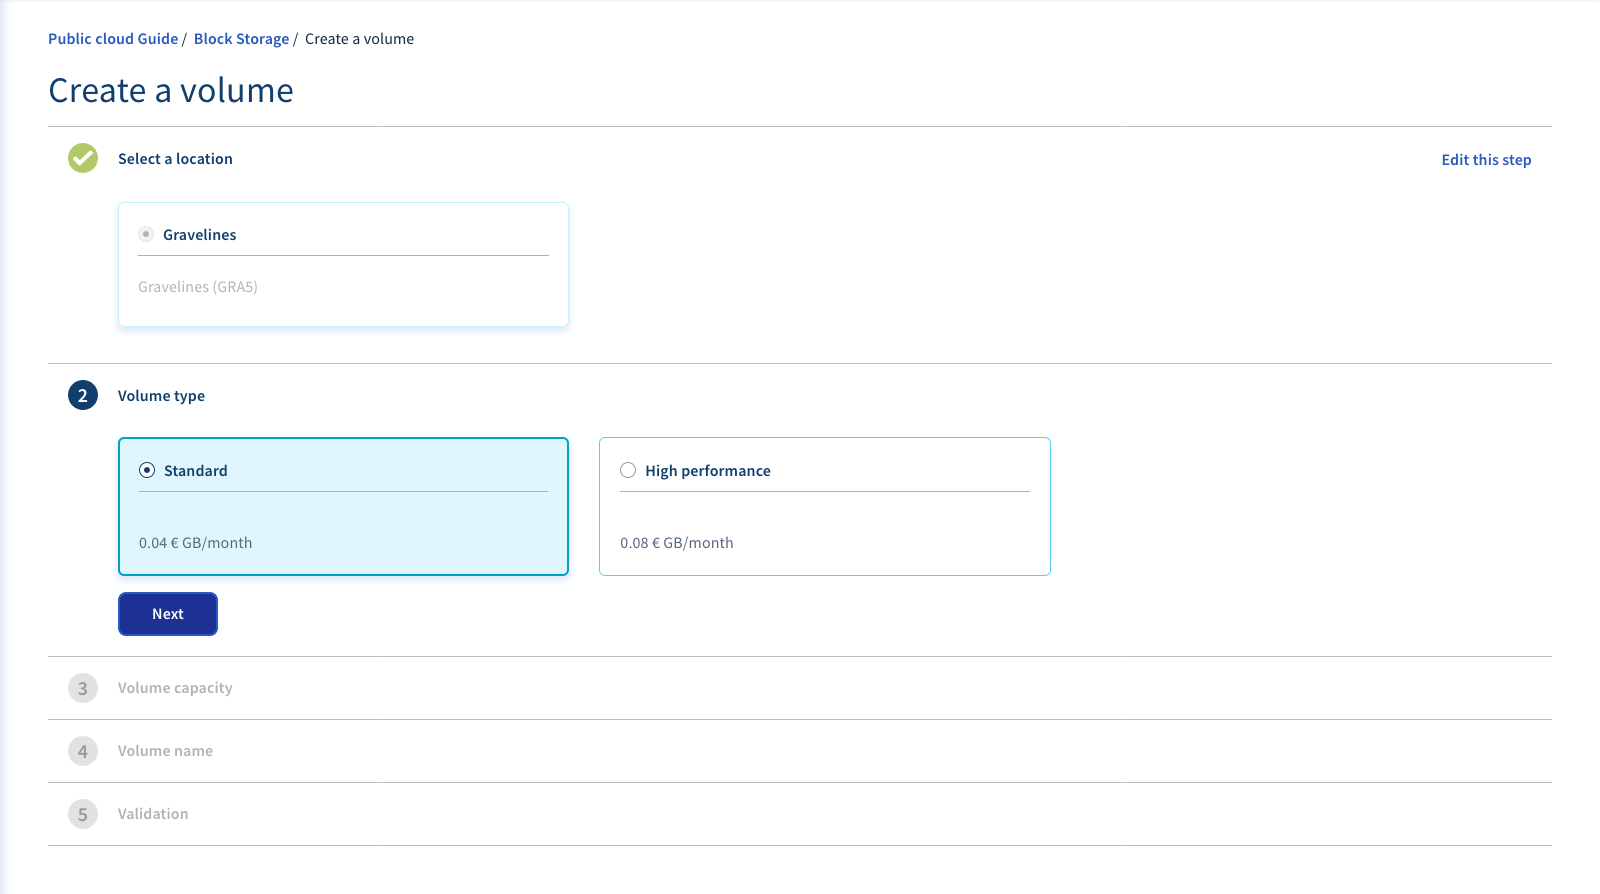 Public cloud Guide / Block Storage / Create a volume
Create a volume
Select a location
Edit this step
Gravelines
Gravelines (GRA5)
2 Volume type
Standard
0.04 € GB/month
High performance
0.08 € GB/month
Next
3 Volume capacity
4 Volume name
5 Validation